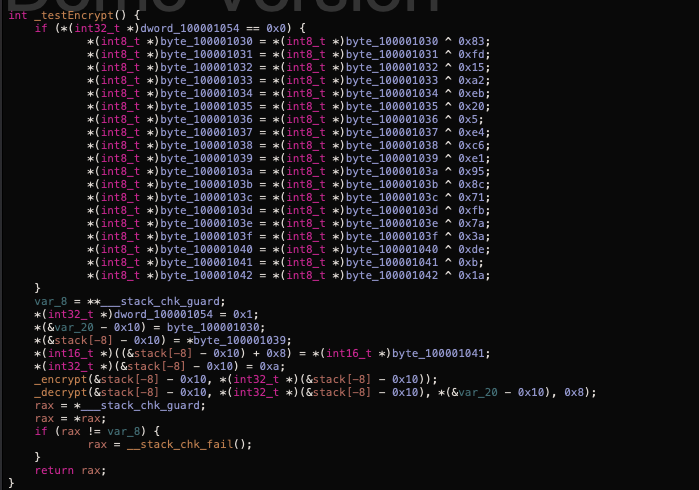 Demo Version
int _testEncrypt() {
    if (*(int32_t *)dword_100001054 == 0x0) {
            *(int8_t *)byte_100001030 = *(int8_t *)byte_100001030 ^ 0x83;
            *(int8_t *)byte_100001031 = *(int8_t *)byte_100001031 ^ 0xfd;
            *(int8_t *)byte_100001032 = *(int8_t *)byte_100001032 ^ 0x15;
            *(int8_t *)byte_100001033 = *(int8_t *)byte_100001033 ^ 0xa2;
            *(int8_t *)byte_100001034 = *(int8_t *)byte_100001034 ^ 0xeb;
            *(int8_t *)byte_100001035 = *(int8_t *)byte_100001035 ^ 0x20;
            *(int8_t *)byte_100001036 = *(int8_t *)byte_100001036 ^ 0x5;
            *(int8_t *)byte_100001037 = *(int8_t *)byte_100001037 ^ 0xe4;
            *(int8_t *)byte_100001038 = *(int8_t *)byte_100001038 ^ 0xc6;
            *(int8_t *)byte_100001039 = *(int8_t *)byte_100001039 ^ 0xe1;
            *(int8_t *)byte_10000103a = *(int8_t *)byte_10000103a ^ 0x95;
            *(int8_t *)byte_10000103b = *(int8_t *)byte_10000103b ^ 0x8c;
            *(int8_t *)byte_10000103c = *(int8_t *)byte_10000103c ^ 0x71;
            *(int8_t *)byte_10000103d = *(int8_t *)byte_10000103d ^ 0xfb;
            *(int8_t *)byte_10000103e = *(int8_t *)byte_10000103e ^ 0x7a;
            *(int8_t *)byte_10000103f = *(int8_t *)byte_10000103f ^ 0x3a;
            *(int8_t *)byte_100001040 = *(int8_t *)byte_100001040 ^ 0xde;
            *(int8_t *)byte_100001041 = *(int8_t *)byte_100001041 ^ 0xb;
            *(int8_t *)byte_100001042 = *(int8_t *)byte_100001042 ^ 0x1a;
    }
    var_8 = **___stack_chk_guard;
    *(int32_t *)dword_100001054 = 0x1;
    *(&var_20 - 0x10) = byte_100001030;
    *(&stack[-8] - 0x10) = *byte_100001039;
    *(int16_t *)((&stack[-8] - 0x10) + 0x8) = *(int16_t *)byte_100001041;
    *(int32_t *)(&stack[-8] - 0x10) = 0xa;
    _encrypt(&stack[-8] - 0x10, *(int32_t *)(&stack[-8] - 0x10));
    _decrypt(&stack[-8] - 0x10, *(int32_t *)(&stack[-8] - 0x10), *(&var_20 - 0x10), 0x8);
    rax = *___stack_chk_guard;
    rax = *rax;
    if (rax != var_8) {
            rax = __stack_chk_fail();
    }
    return rax;
}